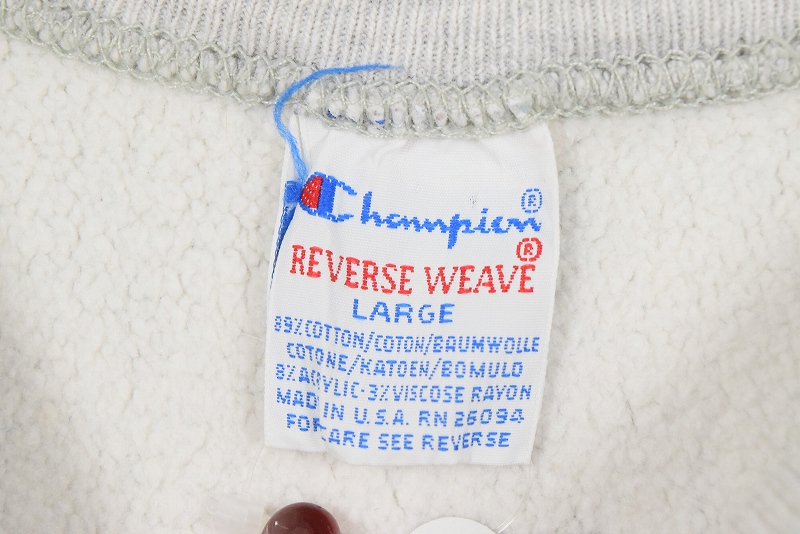 Champion®
REVERSE WEAVE®
LARGE
89% COTTON/COTON/BAUMWOLLE
COTONE/KATOEN/BOMULD
8% ACRYLIC·3% VISCOSE RAYON
MADE IN U.S.A. RN 26094
FOR CARE SEE REVERSE